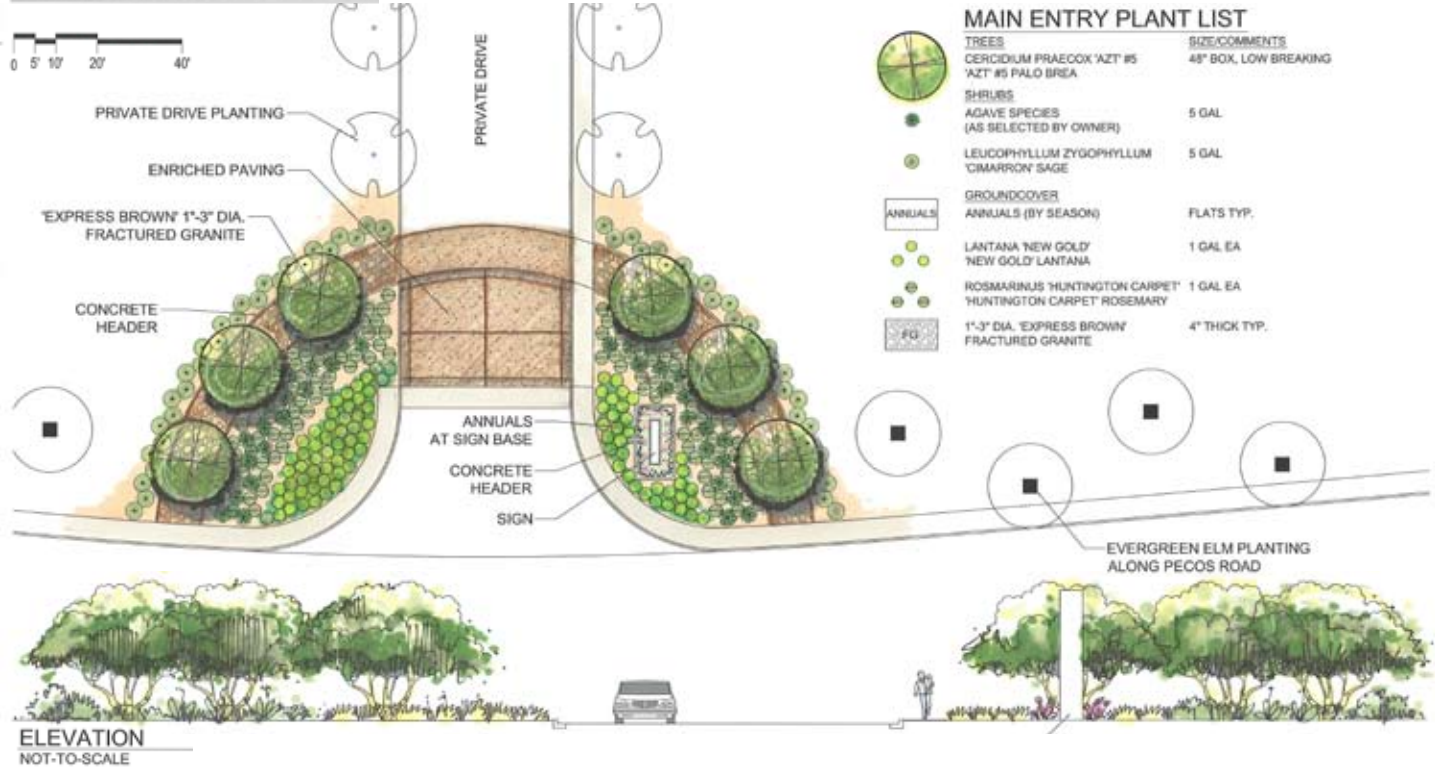 0 5' 10' 20' 40'
PRIVATE DRIVE PLANTING
ENRICHED PAVING
'EXPRESS BROWN' 1"-3" DIA.
FRACTURED GRANITE
CONCRETE
HEADER
PRIVATE DRIVE
ANNUALS
AT SIGN BASE
CONCRETE
HEADER
SIGN
MAIN ENTRY PLANT LIST
TREES SIZE/COMMENTS
CERCIDIUM PRAECOX 'AZT' #5 48" BOX, LOW BREAKING
'AZT' #5 PALO BREA
SHRUBS
AGAVE SPECIES 5 GAL
(AS SELECTED BY OWNER)
LEUCOPHYLLUM ZYGOPHYLLUM 5 GAL
'CIMARRON' SAGE
GROUNDCOVER
ANNUALS ANNUALS (BY SEASON) FLATS TYP.
LANTANA 'NEW GOLD' 1 GAL EA
'NEW GOLD' LANTANA
ROSMARINUS 'HUNTINGTON CARPET' 1 GAL EA
'HUNTINGTON CARPET' ROSEMARY
FG 1"-3" DIA. 'EXPRESS BROWN' 4" THICK TYP.
FRACTURED GRANITE
EVERGREEN ELM PLANTING
ALONG PECOS ROAD
ELEVATION
NOT-TO-SCALE